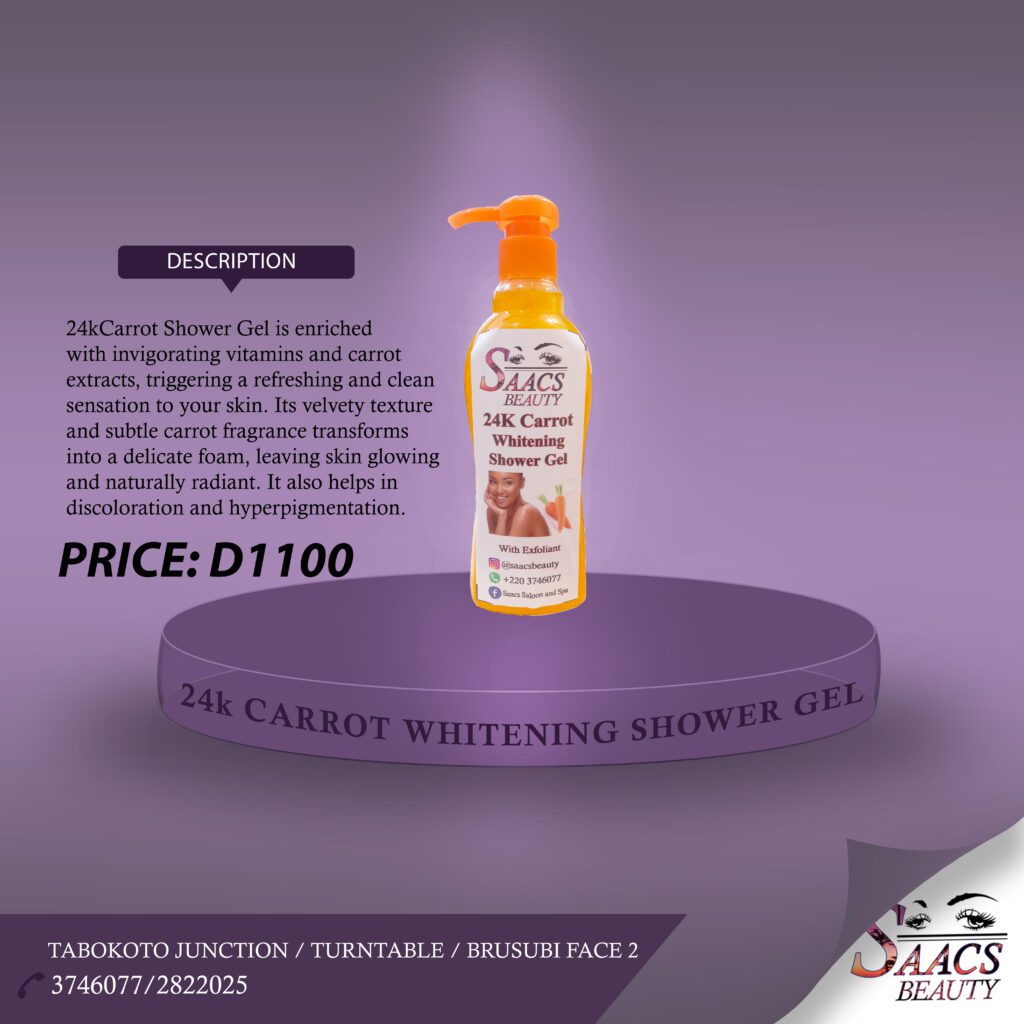 DESCRIPTION
24kCarrot Shower Gel is enriched
with invigorating vitamins and carrot
extracts, triggering a refreshing and clean
sensation to your skin. Its velvety texture
and subtle carrot fragrance transforms
into a delicate foam, leaving skin glowing
and naturally radiant. It also helps in
discoloration and hyperpigmentation.
PRICE: D1100
SAACS
BEAUTY
24K Carrot
Whitening
Shower Gel
With Exfoliant
@saacsbeauty
+220 3746077
Saacs Saloon and Spa
24k CARROT WHITENING SHOWER GEL
TABOKOTO JUNCTION / TURNTABLE / BRUSUBI FACE 2
3746077/2822025
SAACS
BEAUTY